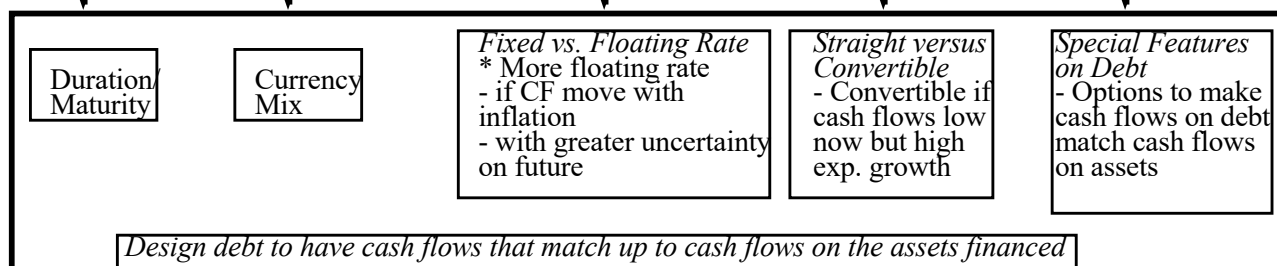 Duration/
Maturity
Currency
Mix
Fixed vs. Floating Rate
* More floating rate
- if CF move with
inflation
- with greater uncertainty
on future
Straight versus
Convertible
- Convertible if
cash flows low
now but high
exp. growth
Special Features
on Debt
- Options to make
cash flows on debt
match cash flows
on assets
Design debt to have cash flows that match up to cash flows on the assets financed